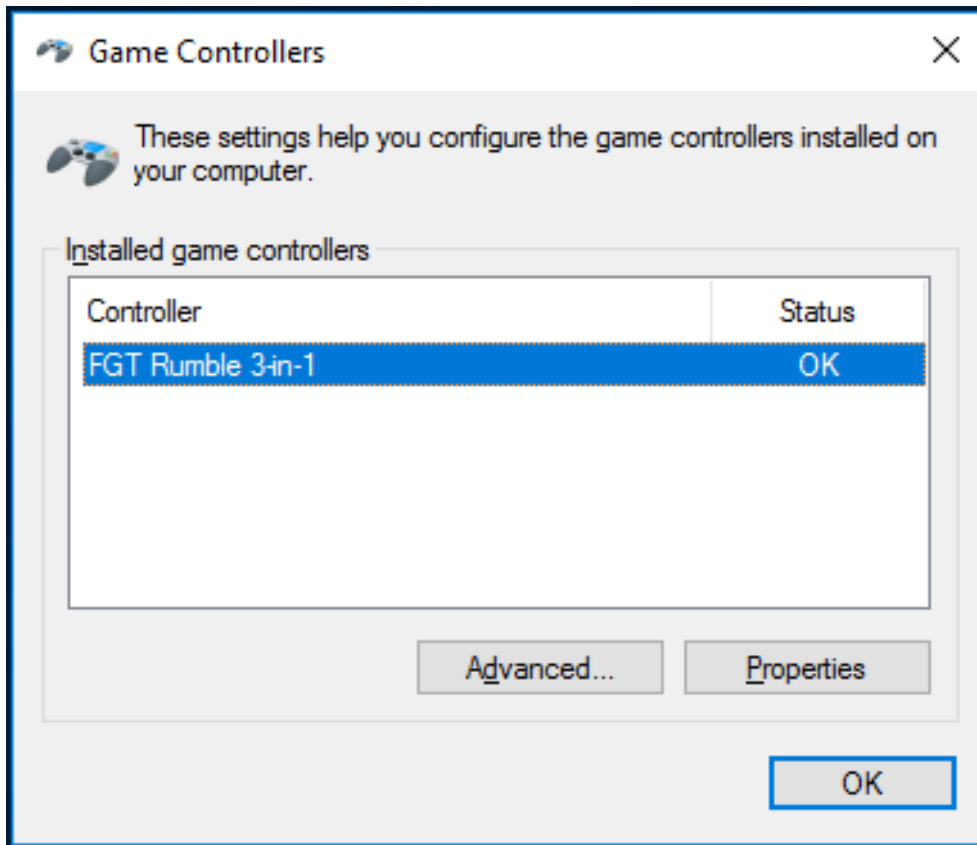 Game Controllers
These settings help you configure the game controllers installed on
your computer.
Installed game controllers
Controller Status
FGT Rumble 3-in-1 OK
Advanced... Properties
OK